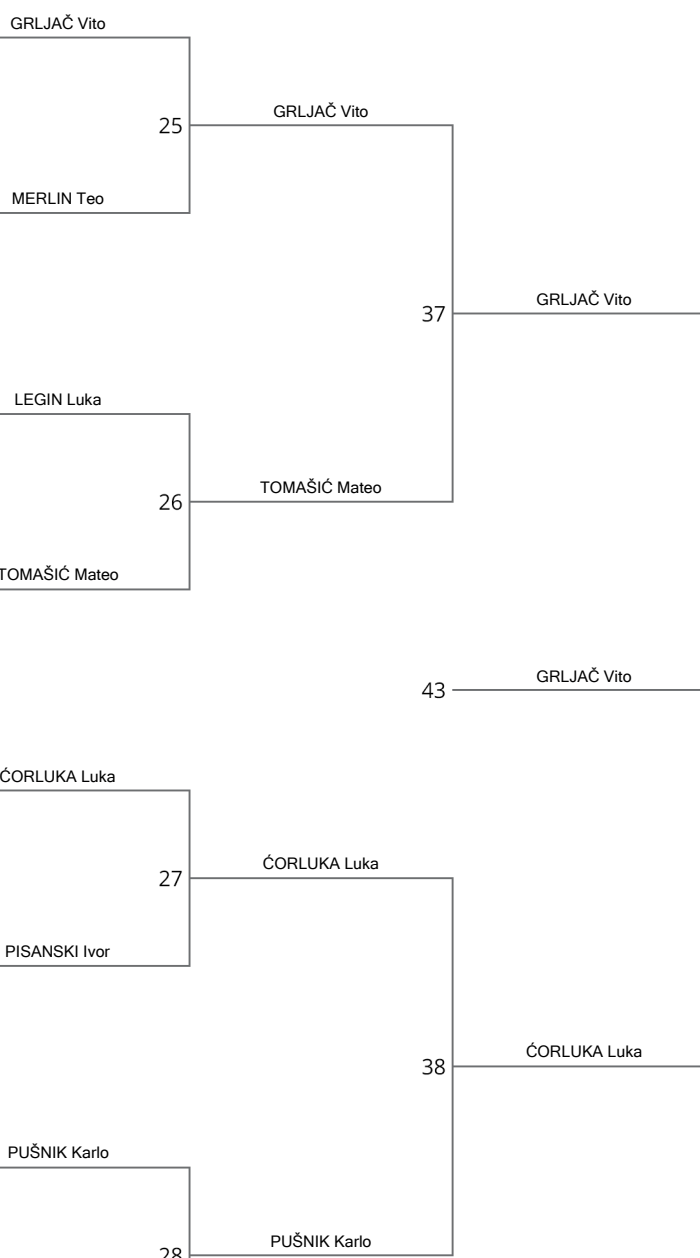 GRLJAČ Vito
GRLJAČ Vito
25
MERLIN Teo
GRLJAČ Vito
37
LEGIN Luka
TOMAŠIĆ Mateo
26
TOMAŠIĆ Mateo
GRLJAČ Vito
43
ĆORLUKA Luka
ĆORLUKA Luka
27
PISANSKI Ivor
ĆORLUKA Luka
38
PUŠNIK Karlo
PUŠNIK Karlo
28